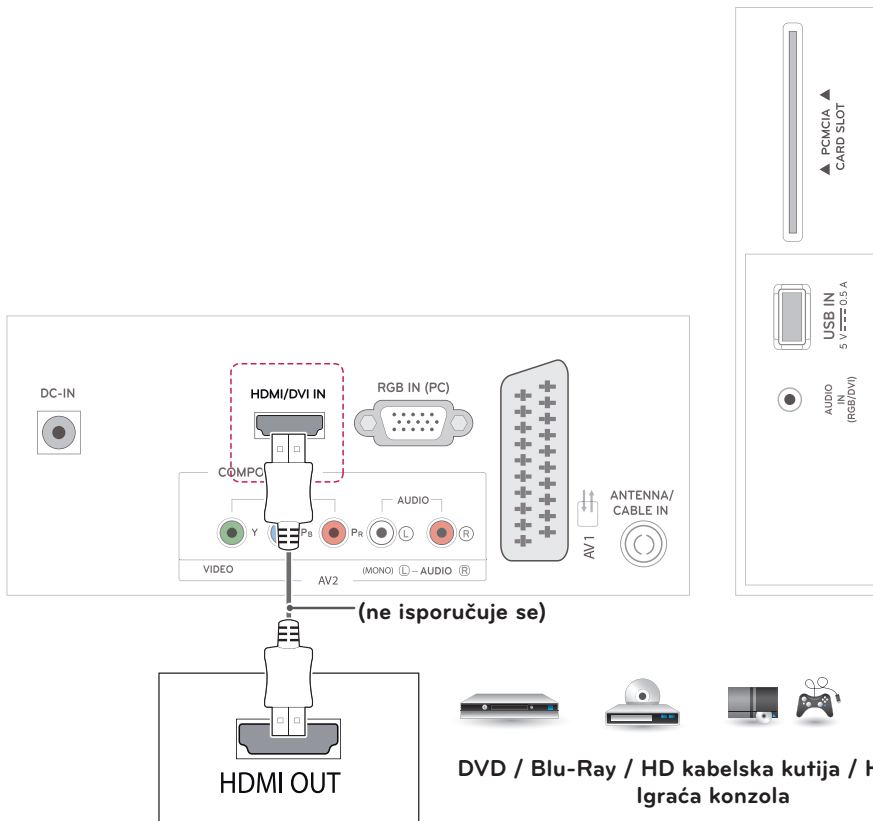 ▲ PCMCIA ▲
CARD SLOT
USB IN
5 V 0.5 A
AUDIO
IN
(RGB/DVI)
DC-IN
HDMI/DVI IN
RGB IN (PC)
ANTENNA/
CABLE IN
AV1
AUDIO
Y
PB
PR
L
R
VIDEO
AV2
(MONO) L – AUDIO R
(ne isporučuje se)
HDMI OUT
DVD / Blu-Ray / HD kabelska kutija /
Igraća konzola